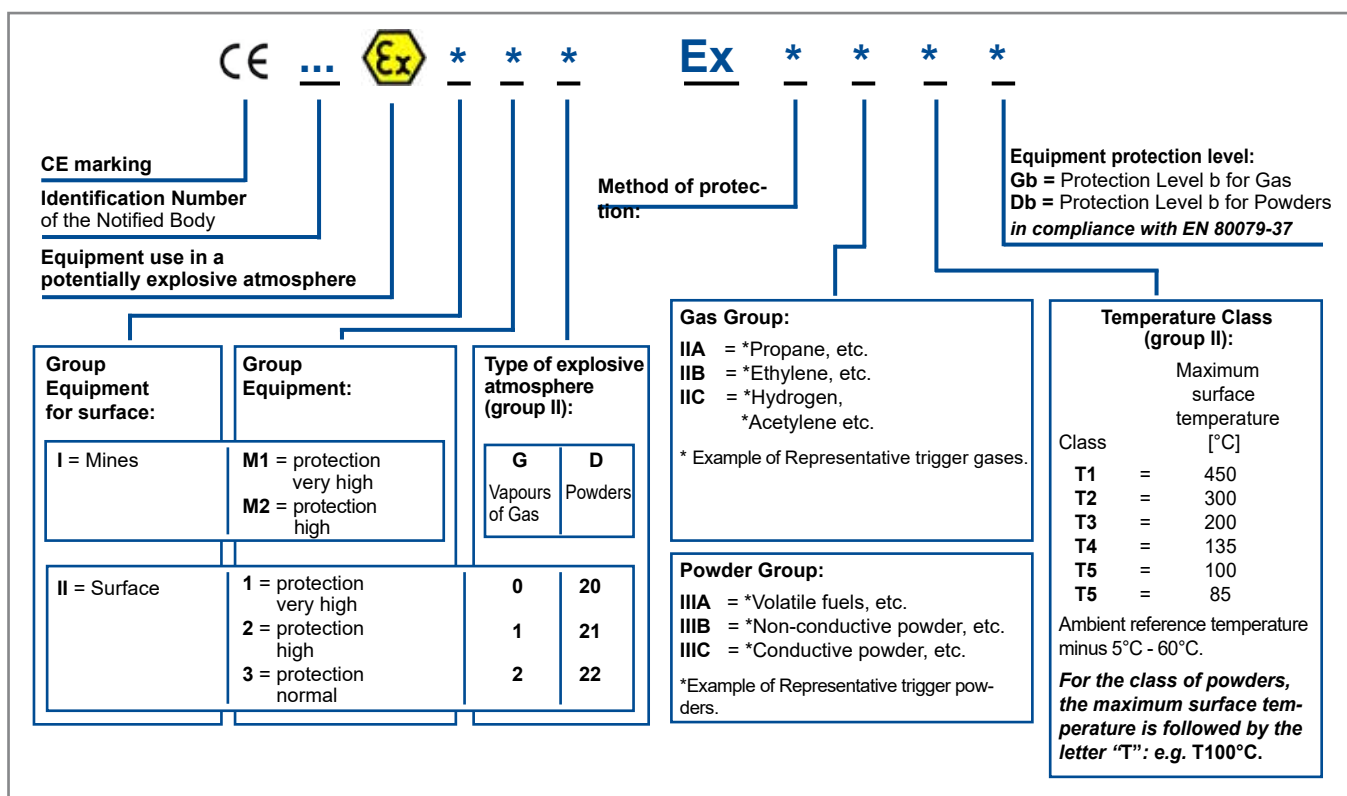 CE ... Ex * * * Ex * * * *
CE marking
Identification Number
of the Notified Body
Equipment use in a
potentially explosive atmosphere
Method of protec-
tion:
Equipment protection level:
Gb = Protection Level b for Gas
Db = Protection Level b for Powders
in compliance with EN 80079-37
Group
Equipment
for surface:
Group
Equipment:
Type of explosive
atmosphere
(group II):
I = Mines
M1 = protection
very high
M2 = protection
high
G D
Vapours
of Gas
Powders
II = Surface
1 = protection
very high
2 = protection
high
3 = protection
normal
0 20
1 21
2 22
Gas Group:
IIA = *Propane, etc.
IIB = *Ethylene, etc.
IIC = *Hydrogen,
*Acetylene etc.
* Example of Representative trigger gases.
Powder Group:
IIIA = *Volatile fuels, etc.
IIIB = *Non-conductive powder, etc.
IIIC = *Conductive powder, etc.
*Example of Representative trigger pow-
ders.
Temperature Class
(group II):
Maximum
surface
temperature
Class [°C]
T1 = 450
T2 = 300
T3 = 200
T4 = 135
T5 = 100
T5 = 85
Ambient reference temperature
minus 5°C - 60°C.
For the class of powders,
the maximum surface tem-
perature is followed by the
letter “T”: e.g. T100°C.